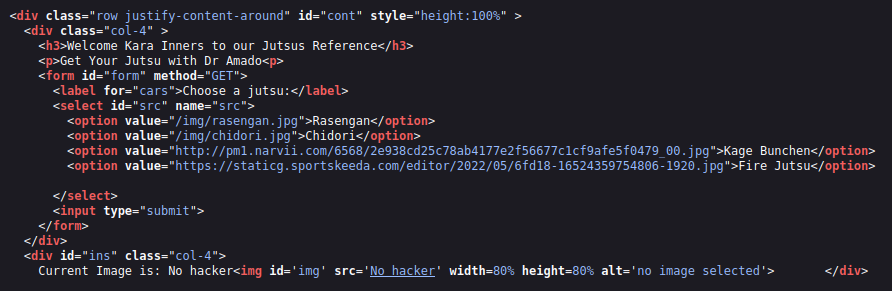 <div class="row justify-content-around" id="cont" style="height:100%" >
<div class="col-4" >
<h3>Welcome Kara Inners to our Jutsus Reference</h3>
<p>Get Your Jutsu with Dr Amado<p>
<form id="form" method="GET">
<label for="cars">Choose a jutsu:</label>
<select id="src" name="src">
<option value="/img/rasengan.jpg">Rasengan</option>
<option value="/img/chidori.jpg">Chidori</option>
<option value="http://pm1.narvii.com/6568/2e938cd25c78ab4177e2f56677c1cf9afe5f0479_00.jpg">Kage Bunchen</option>
<option value="https://staticg.sportskeeda.com/editor/2022/05/6fd18-16524359754806-1920.jpg">Fire Jutsu</option>
</select>
<input type="submit">
</form>
</div>
<div id="ins" class="col-4">
Current Image is: No hacker<img id='img' src='No hacker' width=80% height=80% alt='no image selected'> </div>